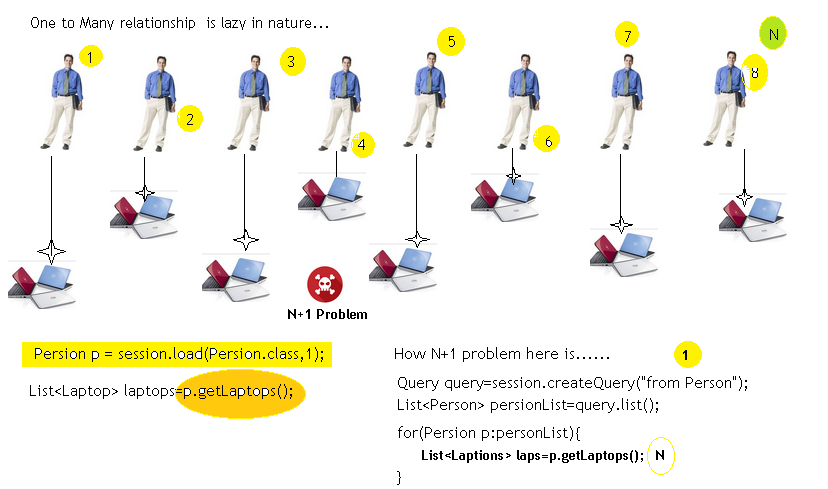 One to Many relationship is lazy in nature...
1
2
3
4
5
6
7
8
N
N+1 Problem
Persion p = session.load(Persion.class,1);
List<Laptop> laptops=p.getLaptops();
How N+1 problem here is......
1
Query query=session.createQuery("from Person");
List<Person> persionList=query.list();
for(Persion p:personList){
List<Laptions> laps=p.getLaptops(); N
}